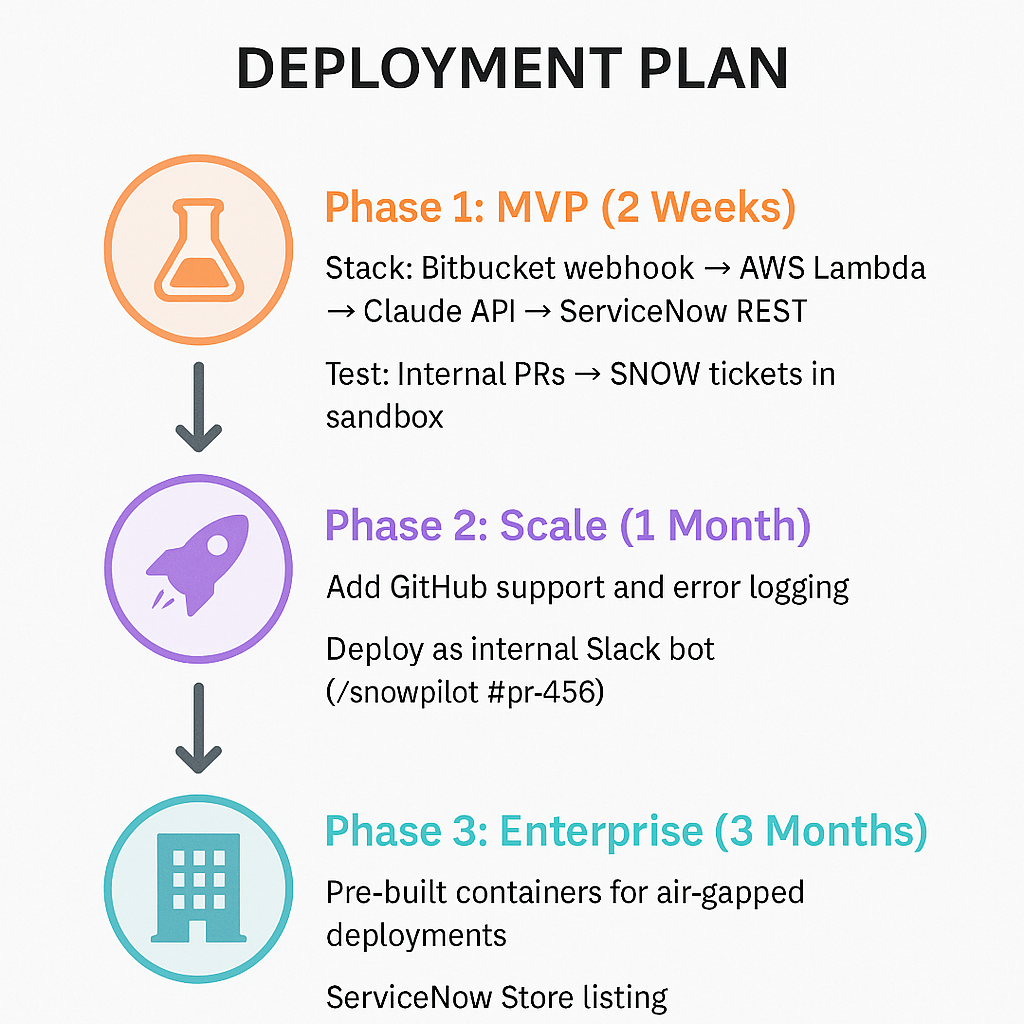 DEPLOYMENT PLAN
Phase 1: MVP (2 Weeks)
Stack: Bitbucket webhook → AWS Lambda
→ Claude API → ServiceNow REST
Test: Internal PRs → SNOW tickets in
sandbox
Phase 2: Scale (1 Month)
Add GitHub support and error logging
Deploy as internal Slack bot
(/snowpilot #pr-456)
Phase 3: Enterprise (3 Months)
Pre-built containers for air-gapped
deployments
ServiceNow Store listing